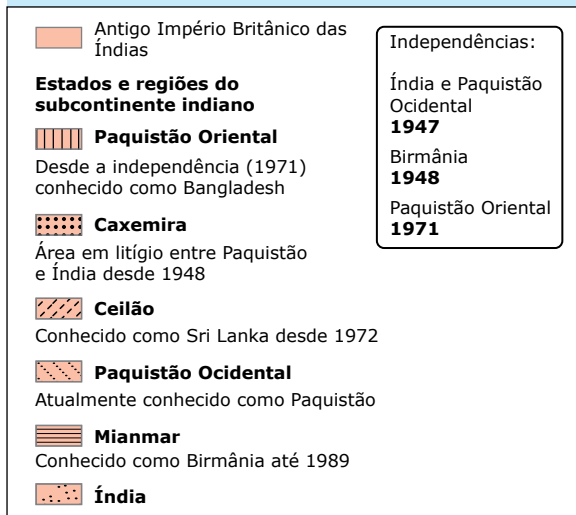 Antigo Império Britânico das
Índias
Estados e regiões do
subcontinente indiano
Paquistão Oriental
Desde a independência (1971)
conhecido como Bangladesh
Caxemira
Área em litígio entre Paquistão
e Índia desde 1948
Ceilão
Conhecido como Sri Lanka desde 1972
Paquistão Ocidental
Atualmente conhecido como Paquistão
Mianmar
Conhecido como Birmânia até 1989
Índia
Independências:
Índia e Paquistão
Ocidental
1947
Birmânia
1948
Paquistão Oriental
1971